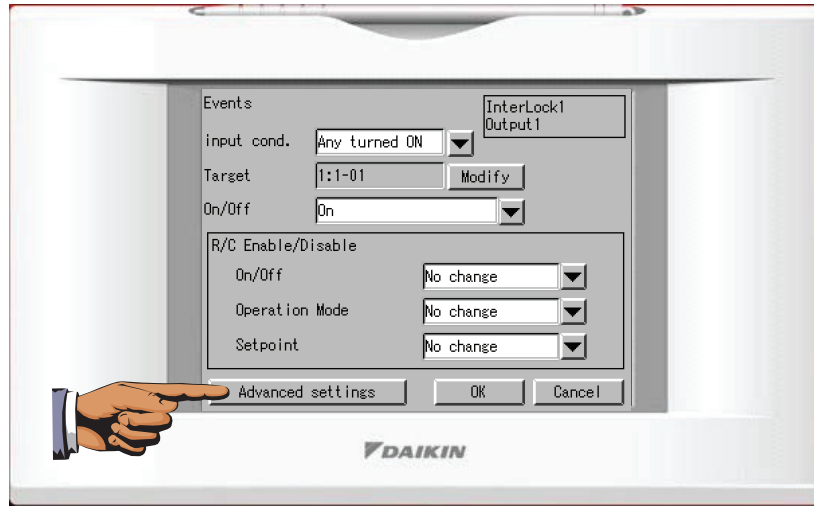 Events
InterLock1
Output1
input cond. Any turned ON
Target 1:1-01 Modify
On/Off On
R/C Enable/Disable
On/Off No change
Operation Mode No change
Setpoint No change
Advanced settings OK Cancel
DAIKIN